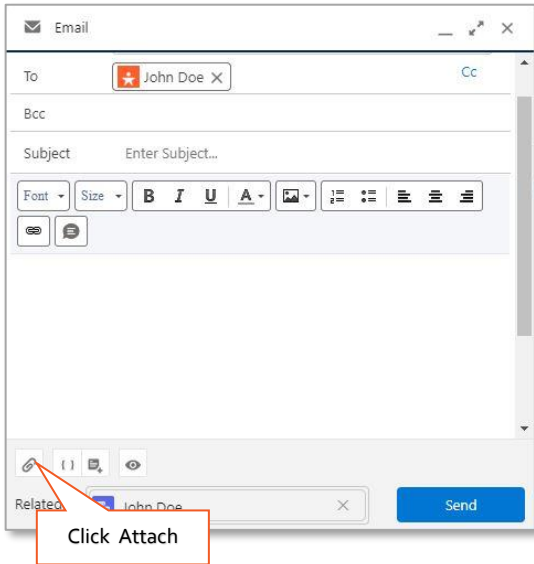 Email
To John Doe Cc
Bcc
Subject Enter Subject...
Font Size B I U A
Related John Doe Send
Click Attach